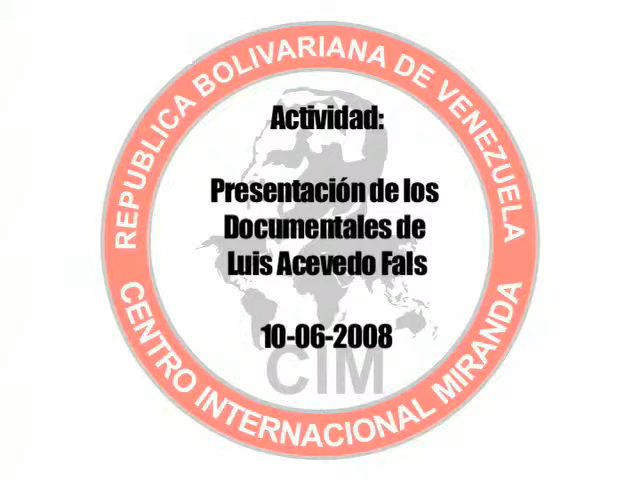 REPUBLICA BOLIVARIANA DE VENEZUELA
Actividad:
Presentación de los
Documentales de
Luis Acevedo Fals
10-06-2008
CIM
CENTRO INTERNACIONAL MIRANDA